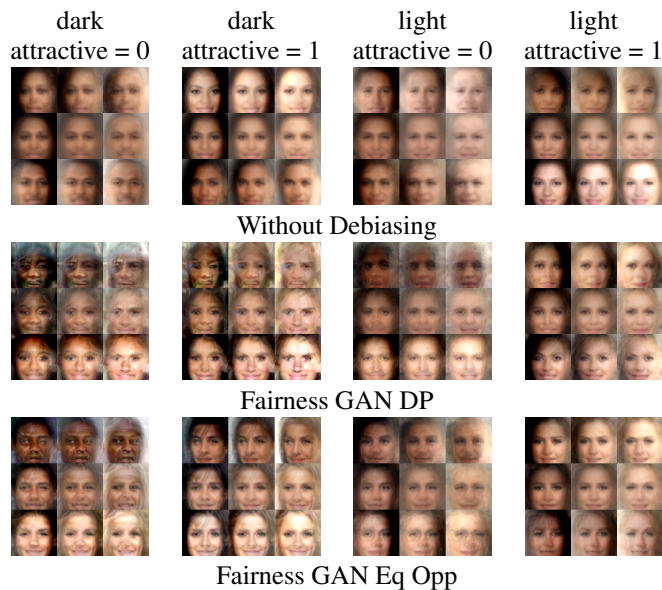 dark dark light light
attractive = 0 attractive = 1 attractive = 0 attractive = 1
Without Debiasing
Fairness GAN DP
Fairness GAN Eq Opp